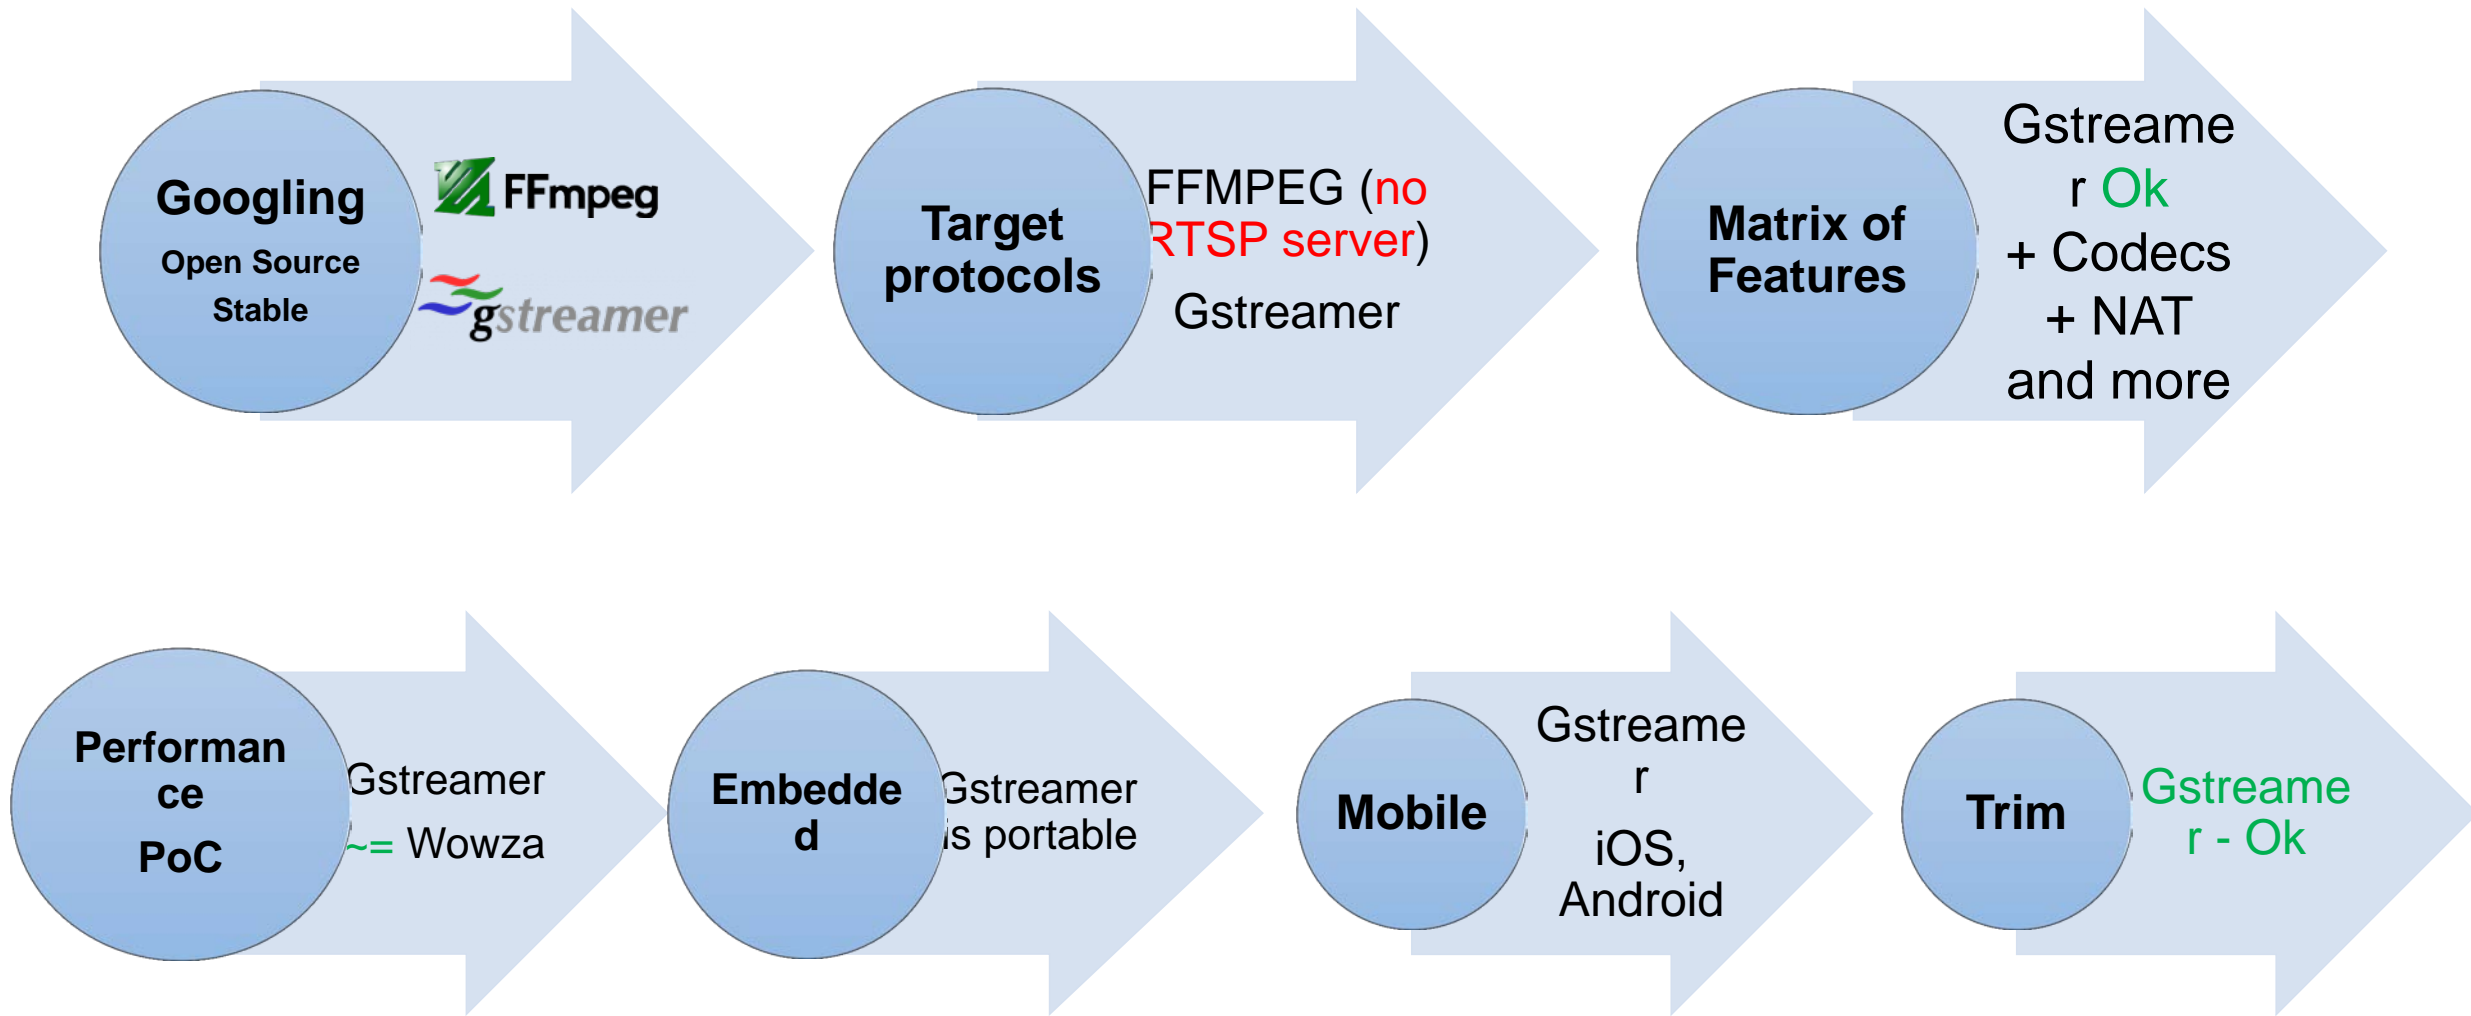 Googling
Open Source
Stable
FFmpeg
gstreamer
Target
protocols
FFMPEG (no
RTSP server)
Gstreamer
Matrix of
Features
Gstreame
r Ok
+ Codecs
+ NAT
and more
Performan
ce
PoC
Gstreamer
~= Wowza
Embedde
d
Gstreamer
is portable
Mobile
Gstreame
r
iOS,
Android
Trim
Gstreame
r - Ok